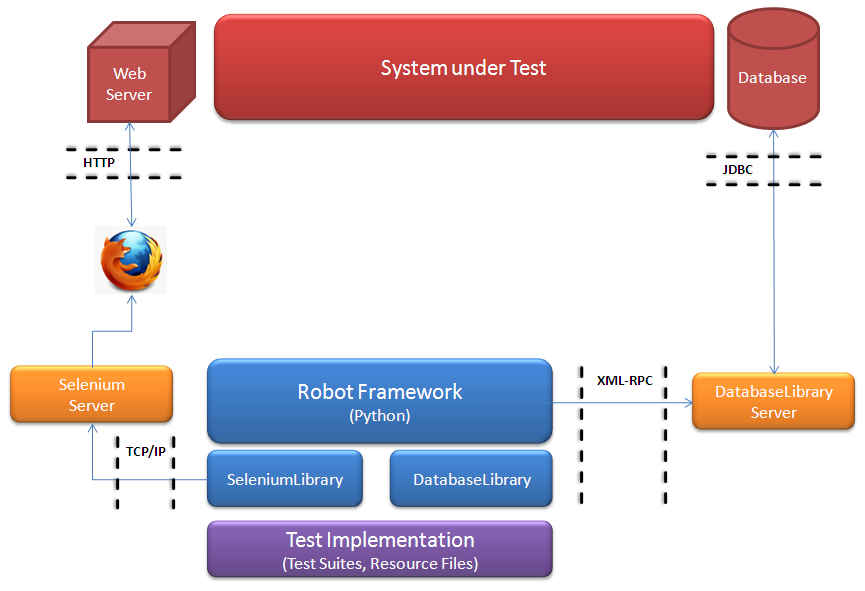 Web
Server
System under Test
Database
HTTP
JDBC
Selenium
Server
Robot Framework
(Python)
XML-RPC
DatabaseLibrary
Server
TCP/IP
SeleniumLibrary
DatabaseLibrary
Test Implementation
(Test Suites, Resource Files)